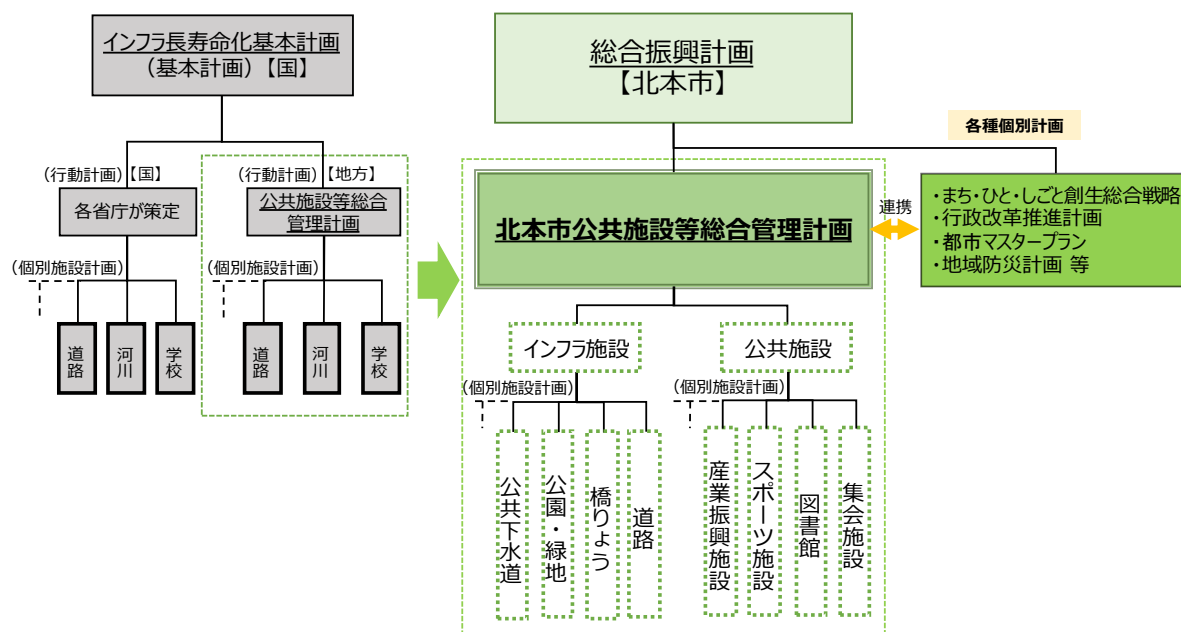 インフラ長寿命化基本計画
（基本計画）【国】
(行動計画)【国】
各省庁が策定
(個別施設計画)
道路
河川
学校
(行動計画)【地方】
公共施設等総合
管理計画
(個別施設計画)
道路
河川
学校
総合振興計画
【北本市】
各種個別計画
北本市公共施設等総合管理計画
連携
・まち・ひと・しごと創生総合戦略
・行政改革推進計画
・都市マスタープラン
・地域防災計画 等
インフラ施設
(個別施設計画)
公共下水道
公園・緑地
橋りょう
道路
公共施設
(個別施設計画)
産業振興施設
スポーツ施設
図書館
集会施設